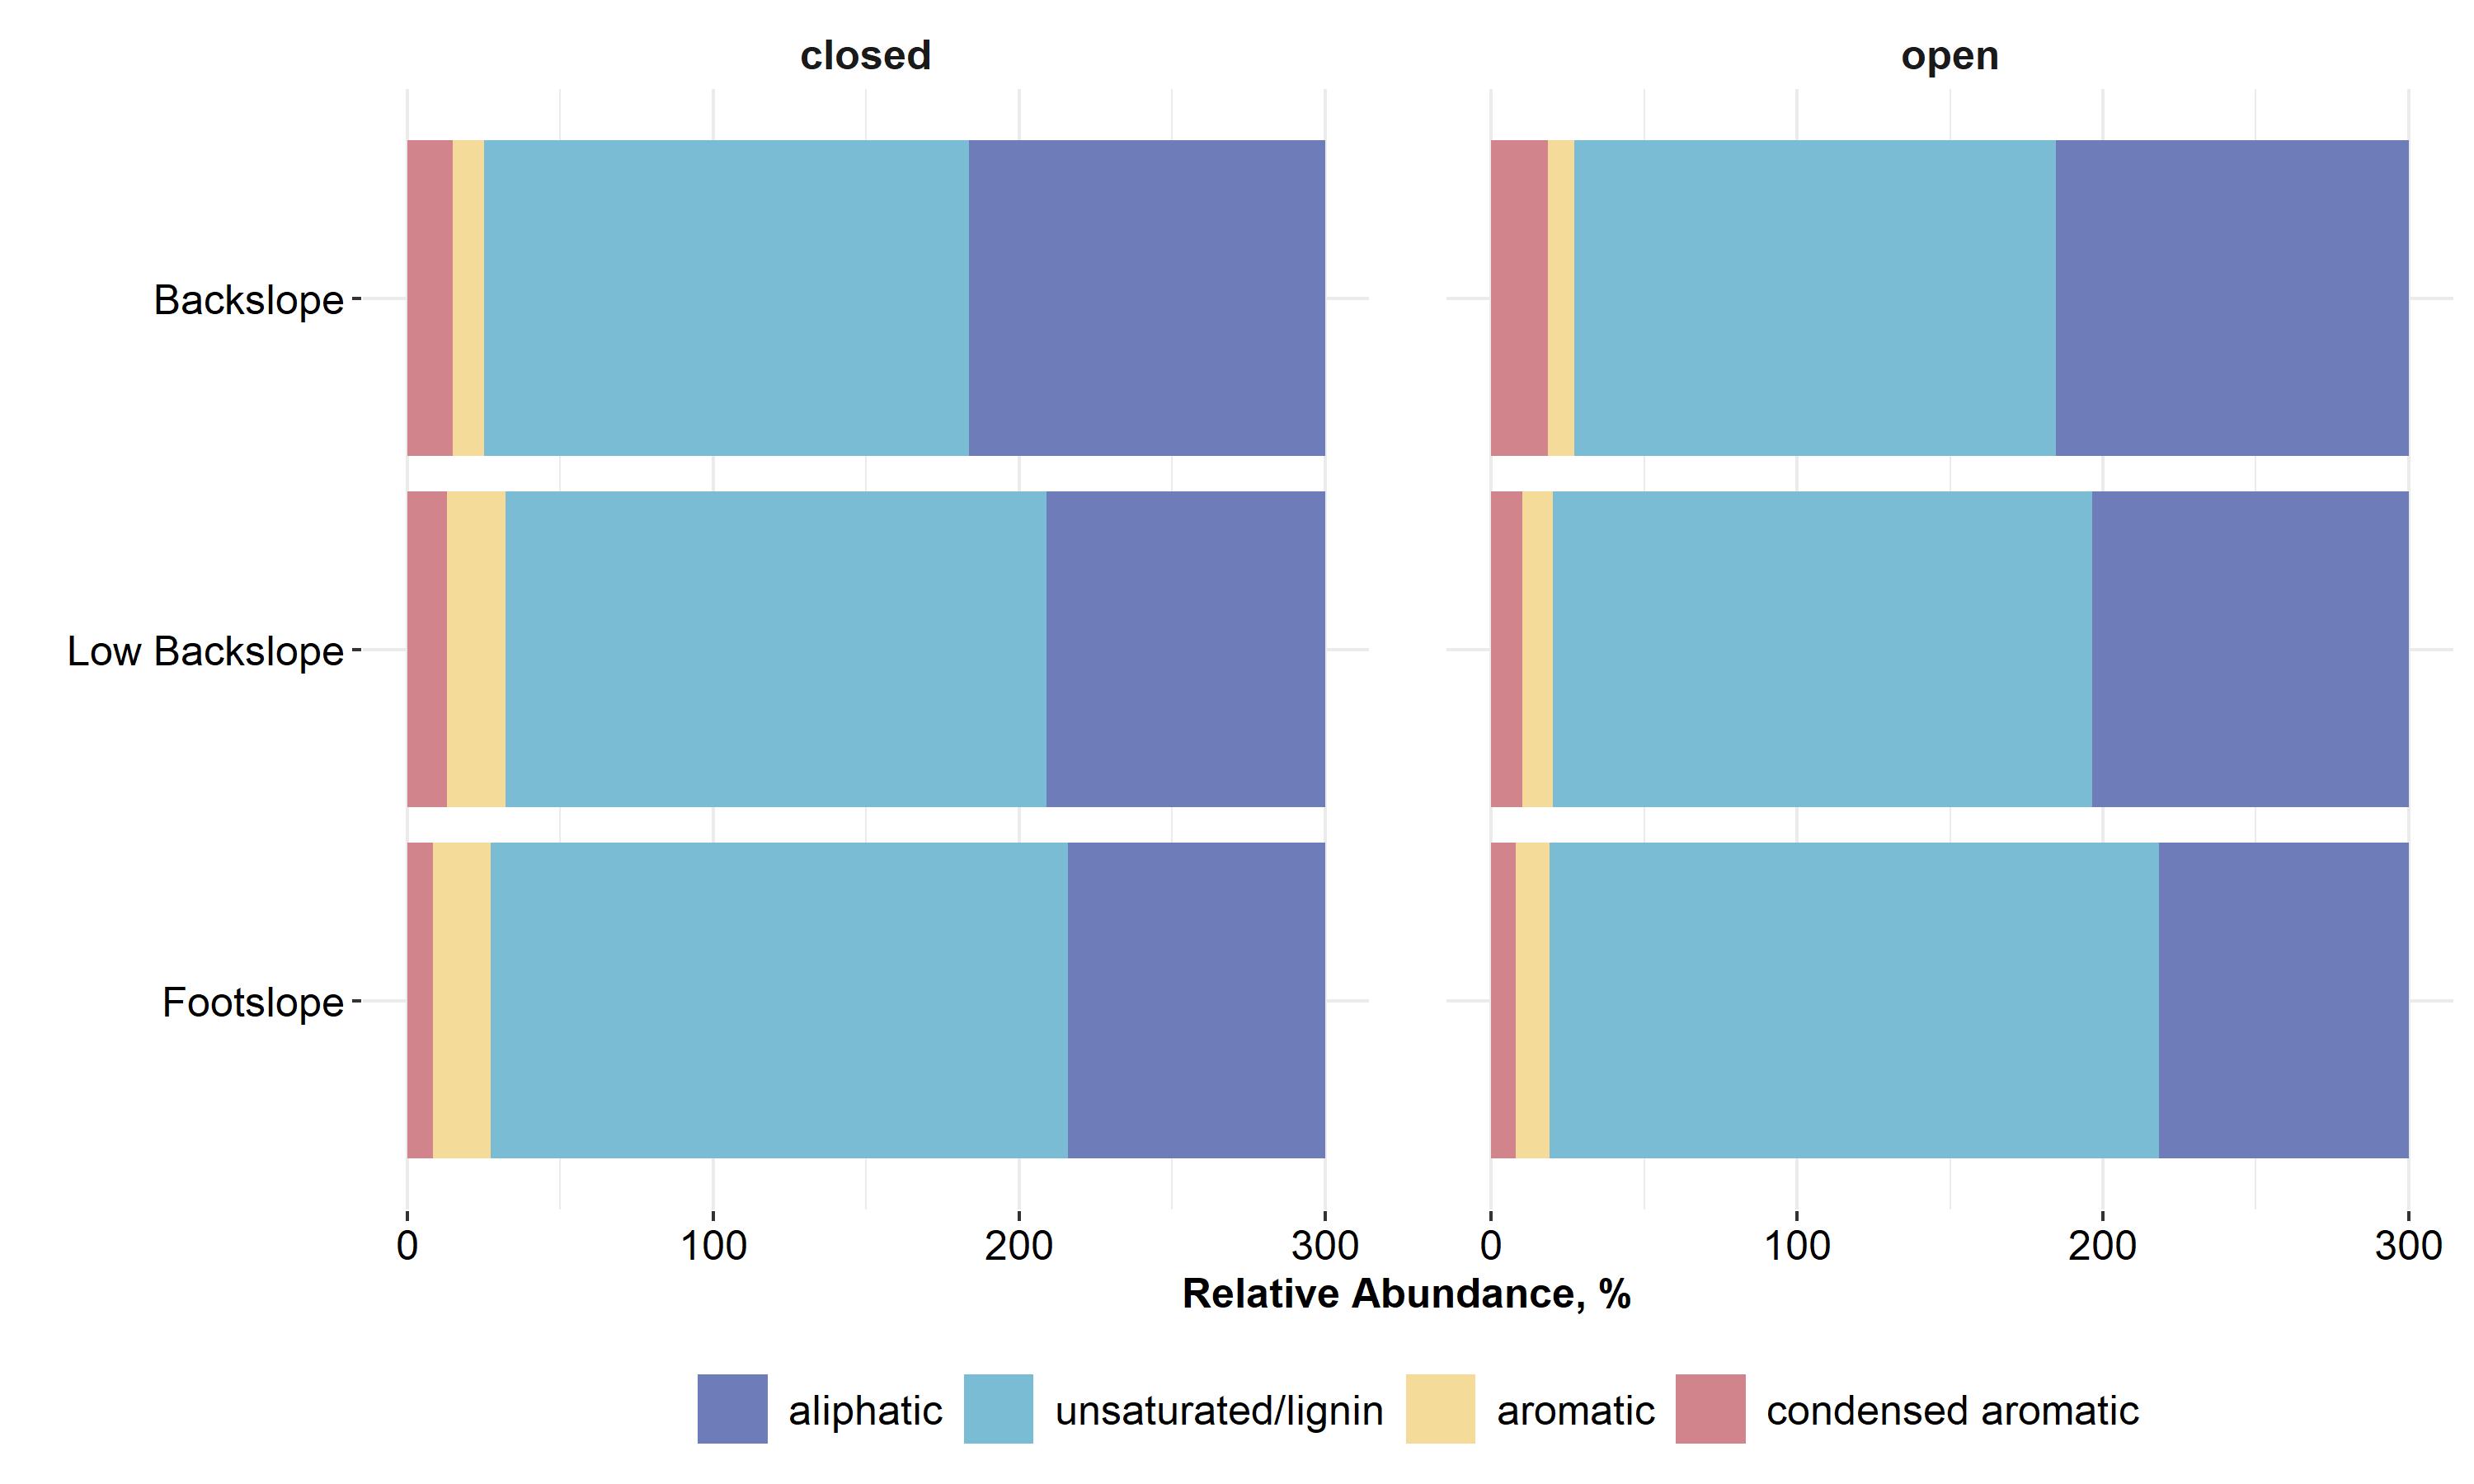 closed open
Backslope
Low Backslope
Footslope
0 100 200 300 0 100 200 300
Relative Abundance, %
aliphatic unsaturated/lignin aromatic condensed aromatic